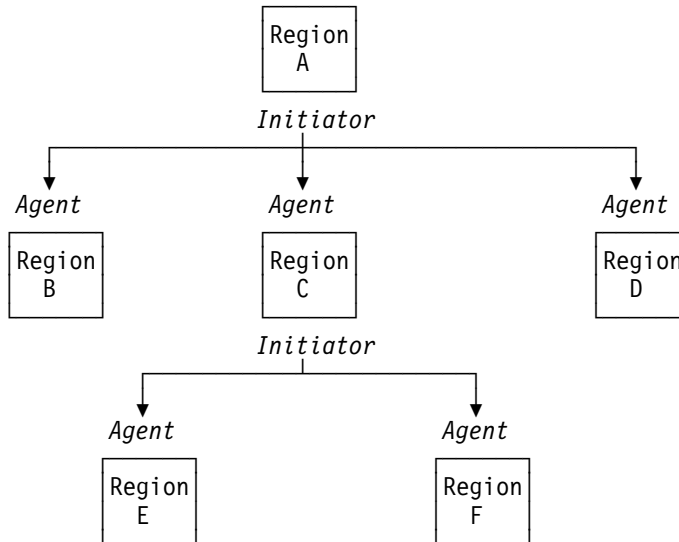 Region
A
Initiator
Agent Agent Agent
Region Region Region
B C D
Initiator
Agent Agent
Region Region
E F